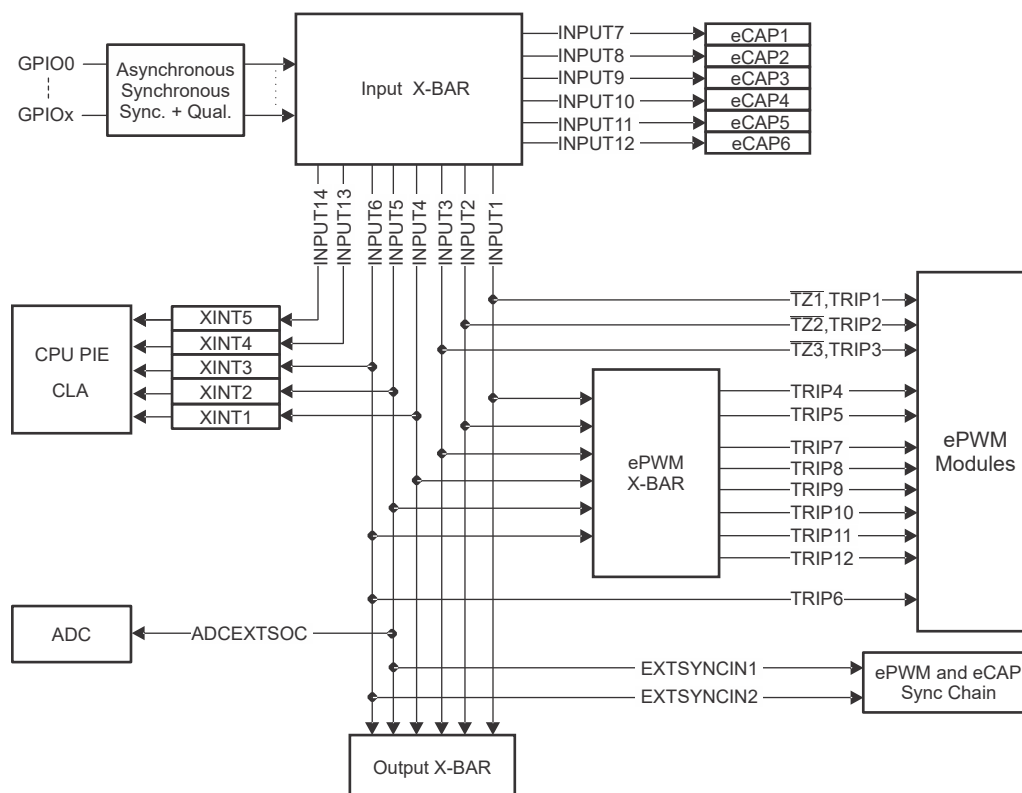 GPIO0
GPIOx
Asynchronous
Synchronous
Sync. + Qual.
Input X-BAR
INPUT7
INPUT8
INPUT9
INPUT10
INPUT11
INPUT12
eCAP1
eCAP2
eCAP3
eCAP4
eCAP5
eCAP6
INPUT14
INPUT13
INPUT6
INPUT5
INPUT4
INPUT3
INPUT2
INPUT1
CPU PIE
CLA
XINT5
XINT4
XINT3
XINT2
XINT1
T̅Z̅1̅,TRIP1
T̅Z̅2̅,TRIP2
T̅Z̅3̅,TRIP3
ePWM
X-BAR
TRIP4
TRIP5
TRIP7
TRIP8
TRIP9
TRIP10
TRIP11
TRIP12
TRIP6
ePWM
Modules
ADC
ADCEXTSOC
EXTSYNCIN1
EXTSYNCIN2
ePWM and eCAP
Sync Chain
Output X-BAR